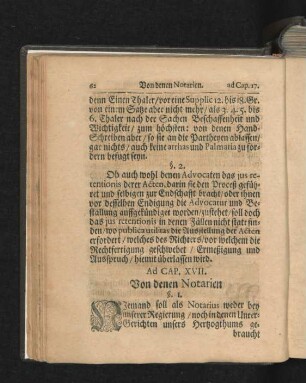 62 Von denen Notarien. ad Cap. 17.
denn Einen Thaler/ vor eine Supplic 12. bis 18. Gr.
von einem Satze aber nicht mehr/ als 3. 4. 5. bis
6. Thaler nach der Sachen Beschaffenheit und
Wichtigkeit/ zum höchsten: von denen Hand-
Schreiben aber/ so sie an die Partheyen ablassen/
gar nichts/ auch keine arrhas und Palmaria zu for-
dern befugt seyn.
§. 2.
Ob auch wohl denen Advocaten das jus re-
tentionis derer Acten, darin sie den Proceß gefüh-
ret und selbigen zur Endschafft bracht/ oder ihnen
vor desselben Endigung die Advocatur und Be-
stallung auffgekündiget worden/ zustehet/ soll doch
das jus retentionis in denen Fällen nicht statt fin-
den/ wo publica utilitas die Ausstellung der Acten
erfordert/ welches des Richters/ vor welchem die
Rechtfertigung geschwebet/ Ermeßigung und
Ausspruch/ hiemit überlassen wird.
Ad CAP. XVII.
Von denen Notarien
§. 1.
Niemand soll als Notarius weder bey
unserer Regierung/ noch in denen Unter-
Gerichten unsers Hertzogthums ge-
braucht